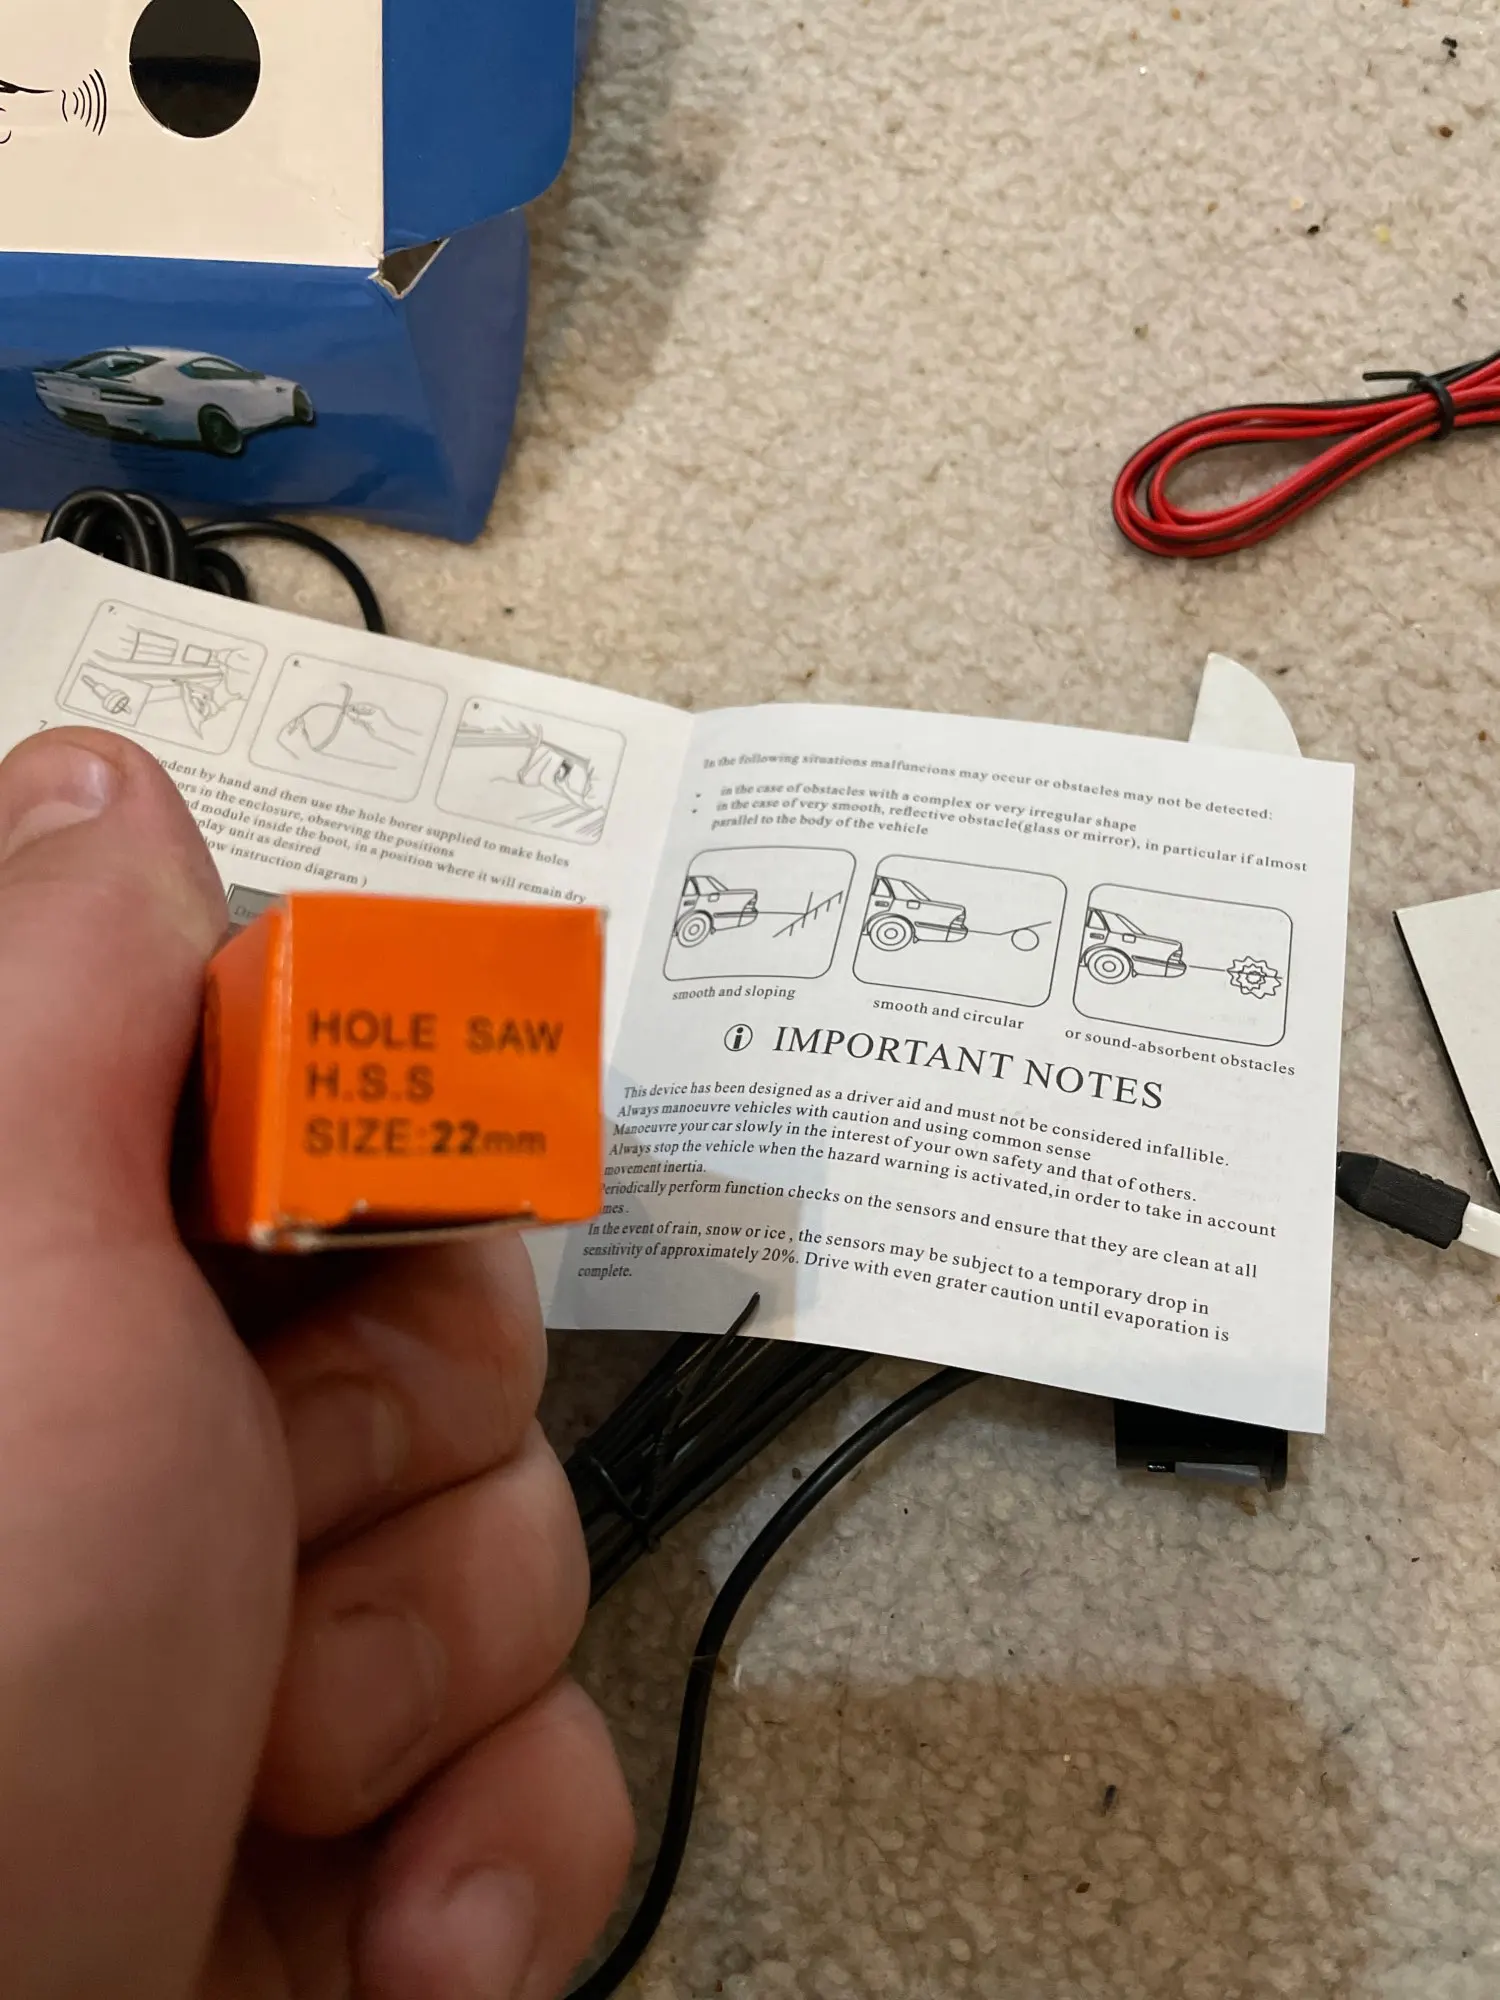 7.
8.
9.
7.
indent by hand and then use the hole borer supplied to make holes
ors in the enclosure, observing the positions
nd module inside the boot, in a position where it will remain dry
play unit as desired
ow instruction diagram )
HOLE SAW
H.S.S
SIZE:22mm
In the following situations malfuncions may occur or obstacles may not be detected:
in the case of obstacles with a complex or very irregular shape
in the case of very smooth, reflective obstacle(glass or mirror), in particular if almost
parallel to the body of the vehicle
smooth and sloping
smooth and circular
or sound-absorbent obstacles
IMPORTANT NOTES
This device has been designed as a driver aid and must not be considered infallible.
Always manoeuvre vehicles with caution and using common sense
Manoeuvre your car slowly in the interest of your own safety and that of others.
Always stop the vehicle when the hazard warning is activated,in order to take in account
movement inertia.
Periodically perform function checks on the sensors and ensure that they are clean at all
mes.
In the event of rain, snow or ice , the sensors may be subject to a temporary drop in
sensitivity of approximately 20%. Drive with even grater caution until evaporation is
complete.